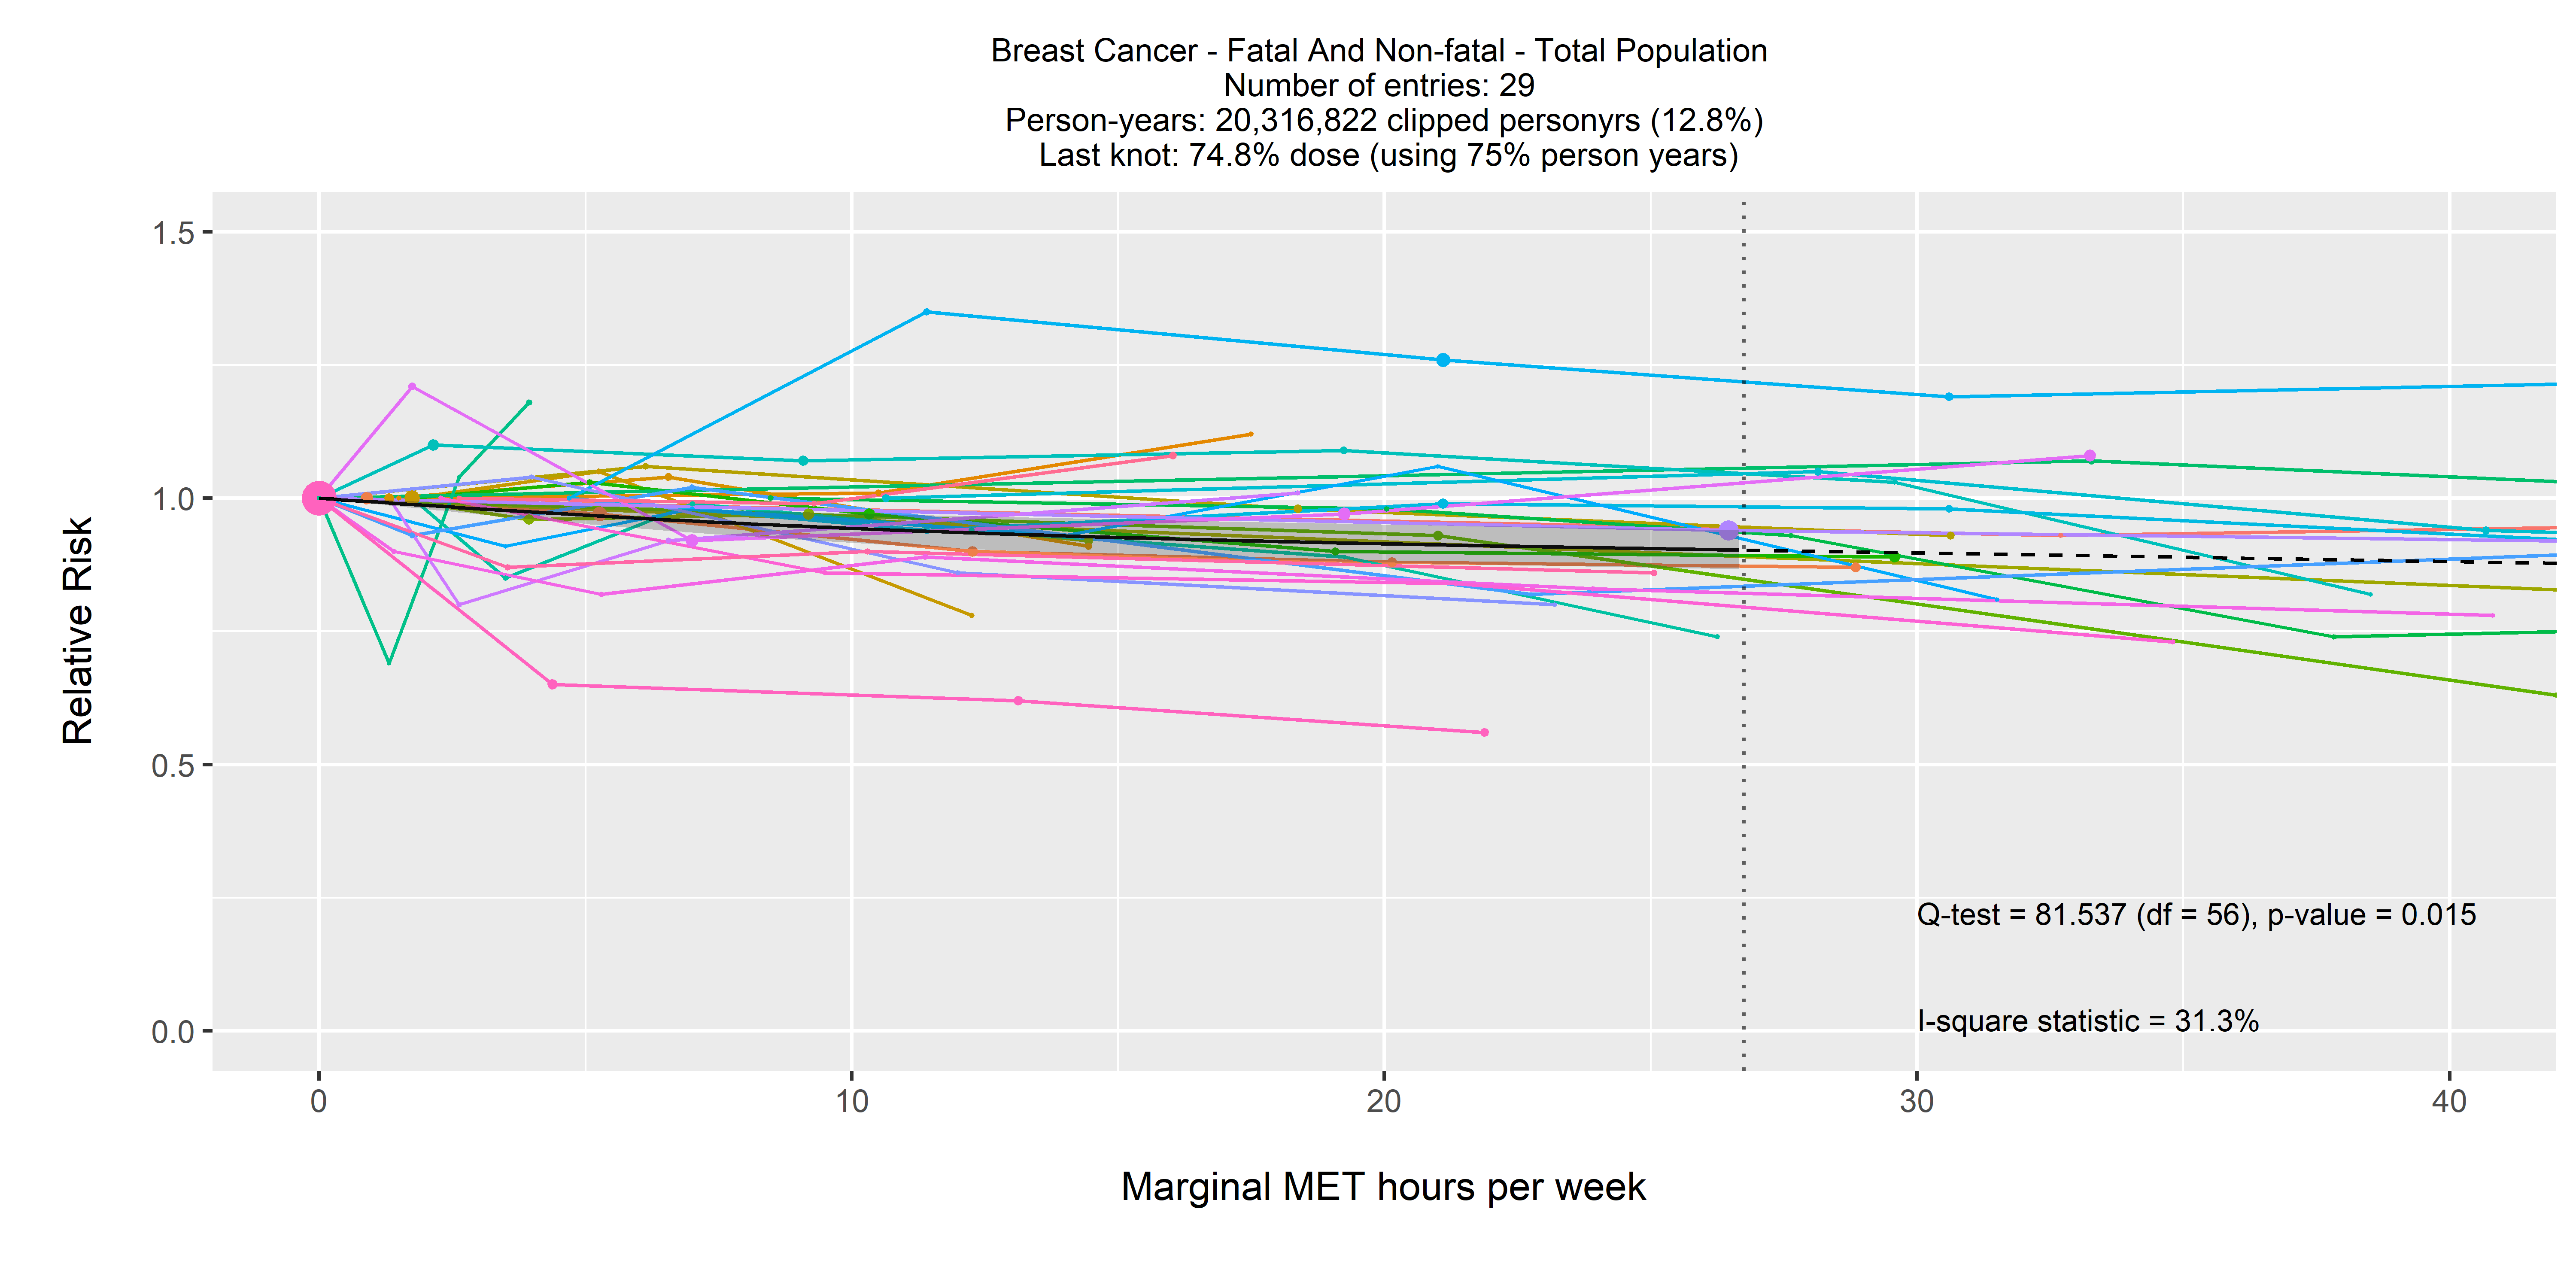 Breast Cancer - Fatal And Non-fatal - Total Population
Number of entries: 29
Person-years: 20,316,822 clipped personyrs (12.8%)
Last knot: 74.8% dose (using 75% person years)
1.5
1.0
0.5
0.0
Relative Risk
Q-test = 81.537 (df = 56), p-value = 0.015
I-square statistic = 31.3%
0 10 20 30 40
Marginal MET hours per week